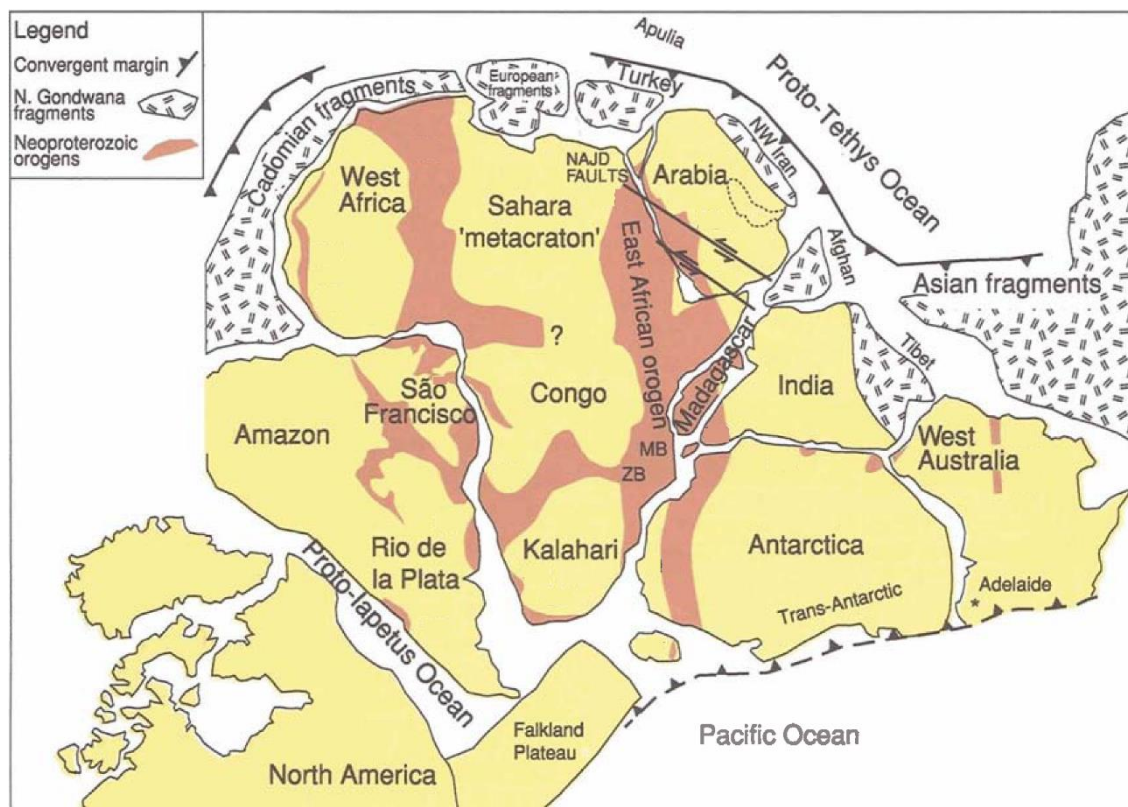 Legend
Convergent margin
N. Gondwana
fragments
Neoproterozoic
orogens
Apulia
Proto-Tethys Ocean
European
fragments
Turkey
Cadomian fragments
NW Iran
NAJD
FAULTS
Arabia
West
Africa
Sahara
'metacraton'
East African orogen
Afghan
Asian fragments
?
Madagascar
Tibet
São
Francisco
Congo
India
Amazon
MB
ZB
West
Australia
Rio de
la Plata
Kalahari
Antarctica
Proto-Iapetus Ocean
Adelaide
*
Trans-Antarctic
Falkland
Plateau
Pacific Ocean
North America